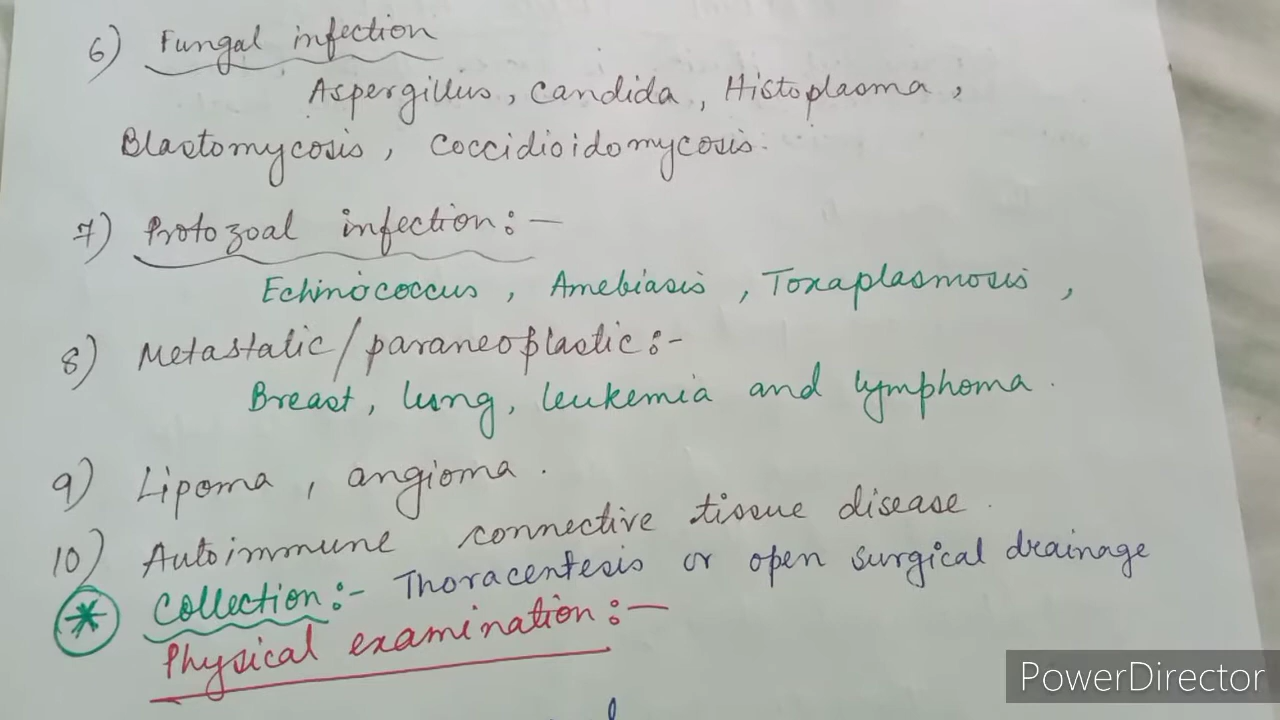 6) Fungal infection
Aspergillus, Candida, Histoplasma,
Blastomycosis, Coccidioidomycosis.
7) Protozoal infection:-
Echinococcus, Amebiasis, Toxaplasmosis,
8) Metastatic/paraneoplastic:-
Breast, lung, leukemia and lymphoma.
9) Lipoma, angioma.
10) Autoimmune connective tissue disease.
* Collection:- Thoracentesis or open surgical drainage
Physical examination:-
PowerDirector